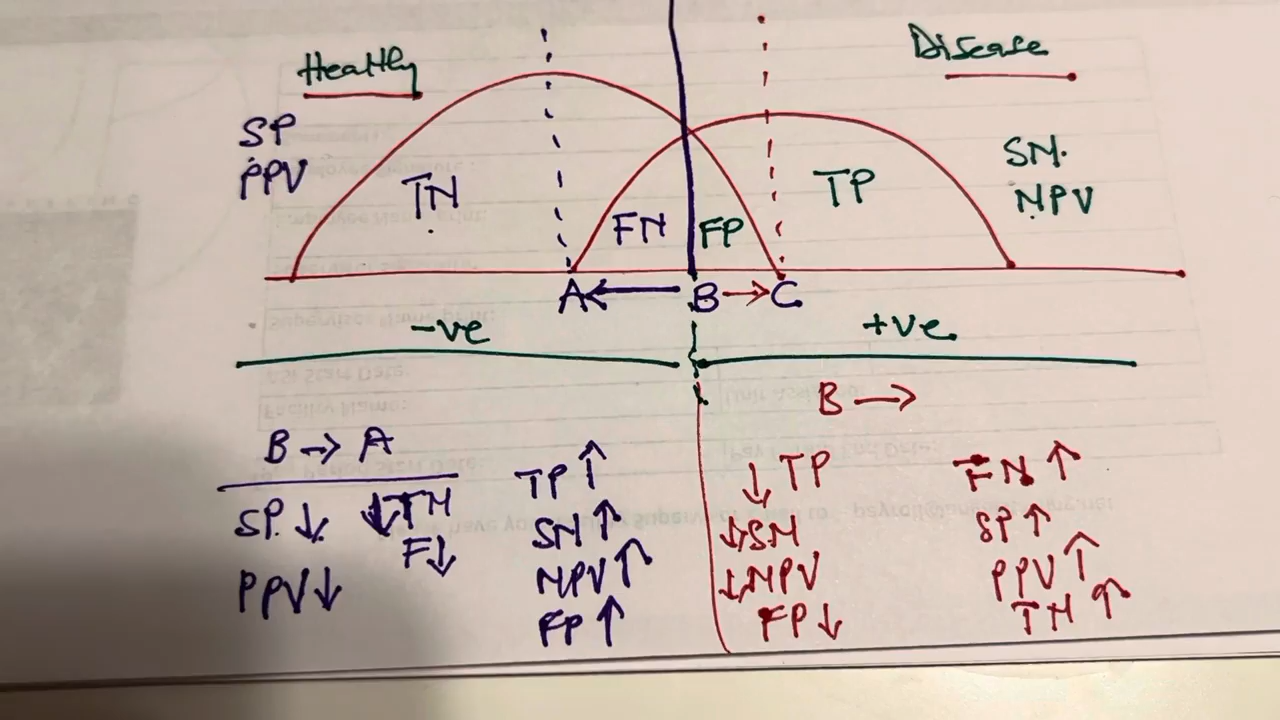 Healthy
Disease
SP
PPV
TN
FN
FP
TP
SN
NPV
A ← B → C
-ve
+ve
B → A
SP ↓ ↓TN
F↓
PPV ↓
TP ↑
SN ↑
NPV ↑
FP ↑
B →
↓ TP
↓SN
↓NPV
FP ↓
FN ↑
SP ↑
PPV ↑
TN ↑